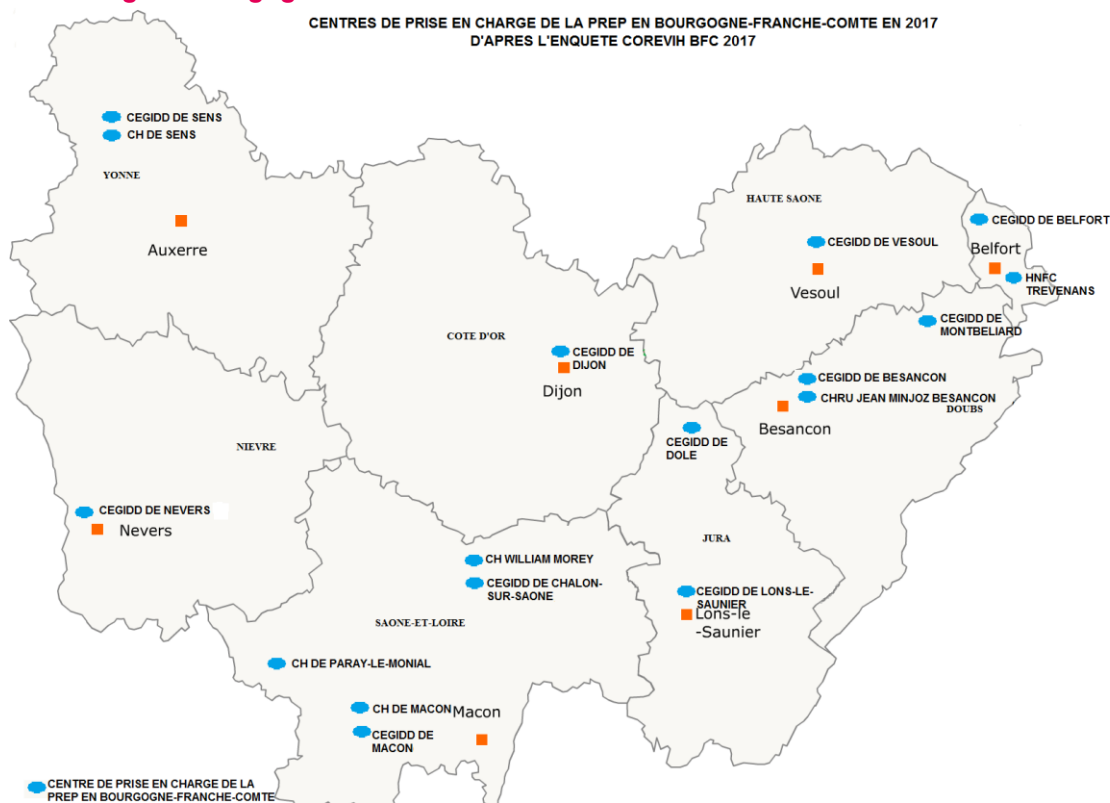 CENTRES DE PRISE EN CHARGE DE LA PREP EN BOURGOGNE-FRANCHE-COMTE EN 2017
D'APRES L'ENQUETE COREVIH BFC 2017
CEGIDD DE SENS
CH DE SENS
YONNE
Auxerre
HAUTE SAONE
CEGIDD DE VESOUL
Vesoul
CEGIDD DE BELFORT
Belfort
HNFC
TREVENANS
CEGIDD DE
MONTBELIARD
COTE D'OR
CEGIDD DE
DIJON
Dijon
CEGIDD DE BESANCON
CHRU JEAN MINJOZ BESANCON
DOUBS
Besancon
CEGIDD DE
DOLE
NIEVRE
CEGIDD DE NEVERS
Nevers
JURA
CH WILLIAM MOREY
CEGIDD DE CHALON-
SUR-SAONE
CEGIDD DE LONS-LE-
SAUNIER
Lons-le
-Saunier
SAONE-ET-LOIRE
CH DE PARAY-LE-MONIAL
CH DE MACON
Macon
CEGIDD DE
MACON
CENTRE DE PRISE EN CHARGE DE LA
PREP EN BOURGOGNE-FRANCHE-COMTE